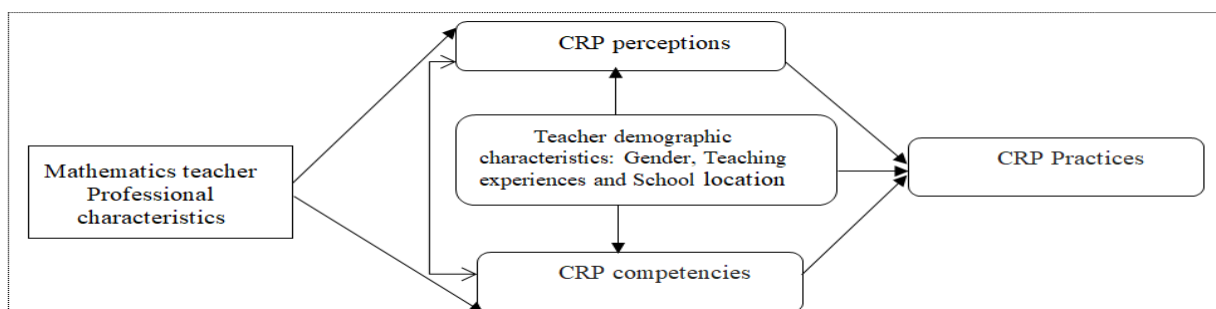 CRP perceptions
Teacher demographic
characteristics: Gender, Teaching
experiences and School location
CRP Practices
Mathematics teacher
Professional
characteristics
CRP competencies